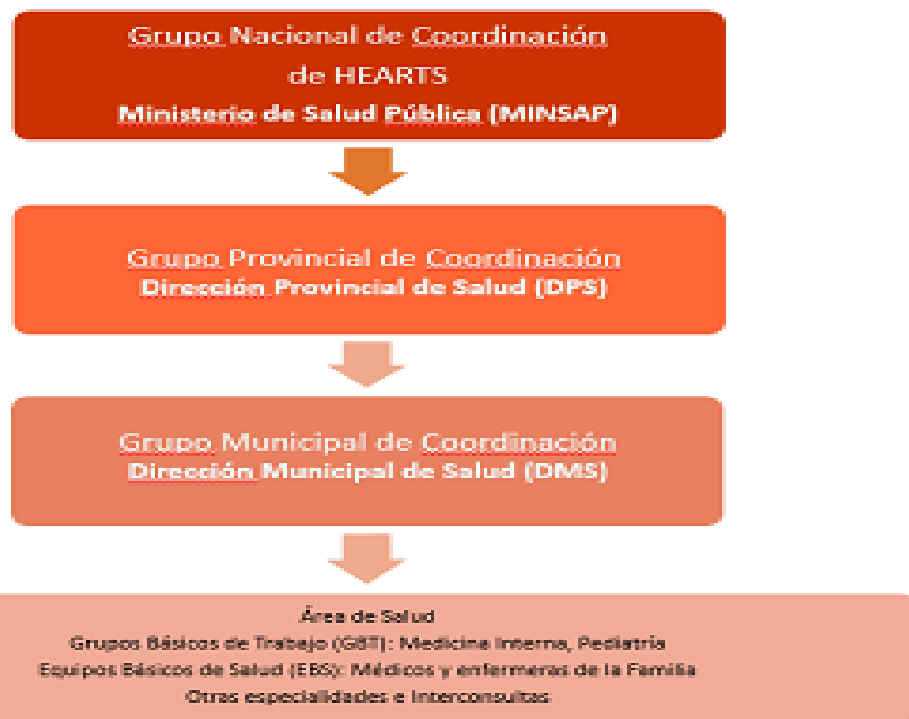 Grupo Nacional de Coordinación
de HEARTS
Ministerio de Salud Pública (MINSAP)
Grupo Provincial de Coordinación
Dirección Provincial de Salud (DPS)
Grupo Municipal de Coordinación
Dirección Municipal de Salud (DMS)
Área de Salud
Grupos Básicos de Trabajo (GBT): Medicina Interna, Pediatría
Equipos Básicos de Salud (EBS): Médicos y enfermeras de la Familia
Otras especialidades e Interconsultas